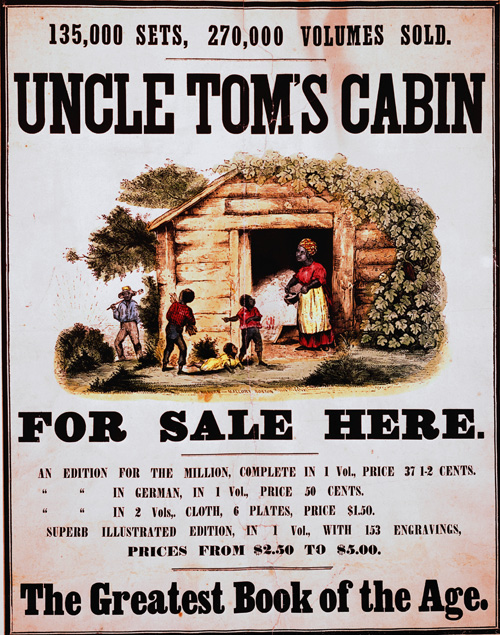 135,000 SETS, 270,000 VOLUMES SOLD.
UNCLE TOM'S CABIN
FOR SALE HERE.
AN EDITION FOR THE MILLION, COMPLETE IN 1 Vol., PRICE 37 1-2 CENTS.
" " IN GERMAN, IN 1 Vol., PRICE 50 CENTS.
" " IN 2 Vols,. CLOTH, 6 PLATES, PRICE $1.50.
SUPERB ILLUSTRATED EDITION, IN 1 Vol., WITH 153 ENGRAVINGS,
PRICES FROM $2.50 TO $5.00.
The Greatest Book of the Age.